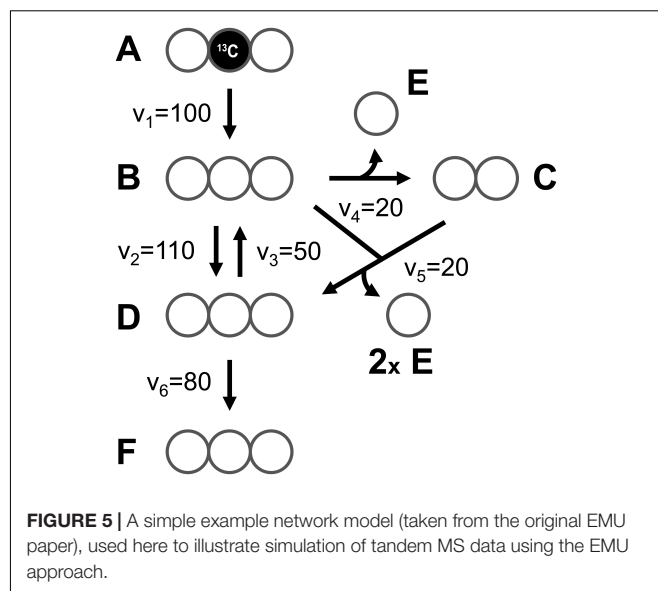 A
¹³C
E
v₁=100
B
C
v₄=20
v₂=110
v₃=50
v₅=20
D
2x E
v₆=80
F
FIGURE 5 | A simple example network model (taken from the original EMU
paper), used here to illustrate simulation of tandem MS data using the EMU
approach.